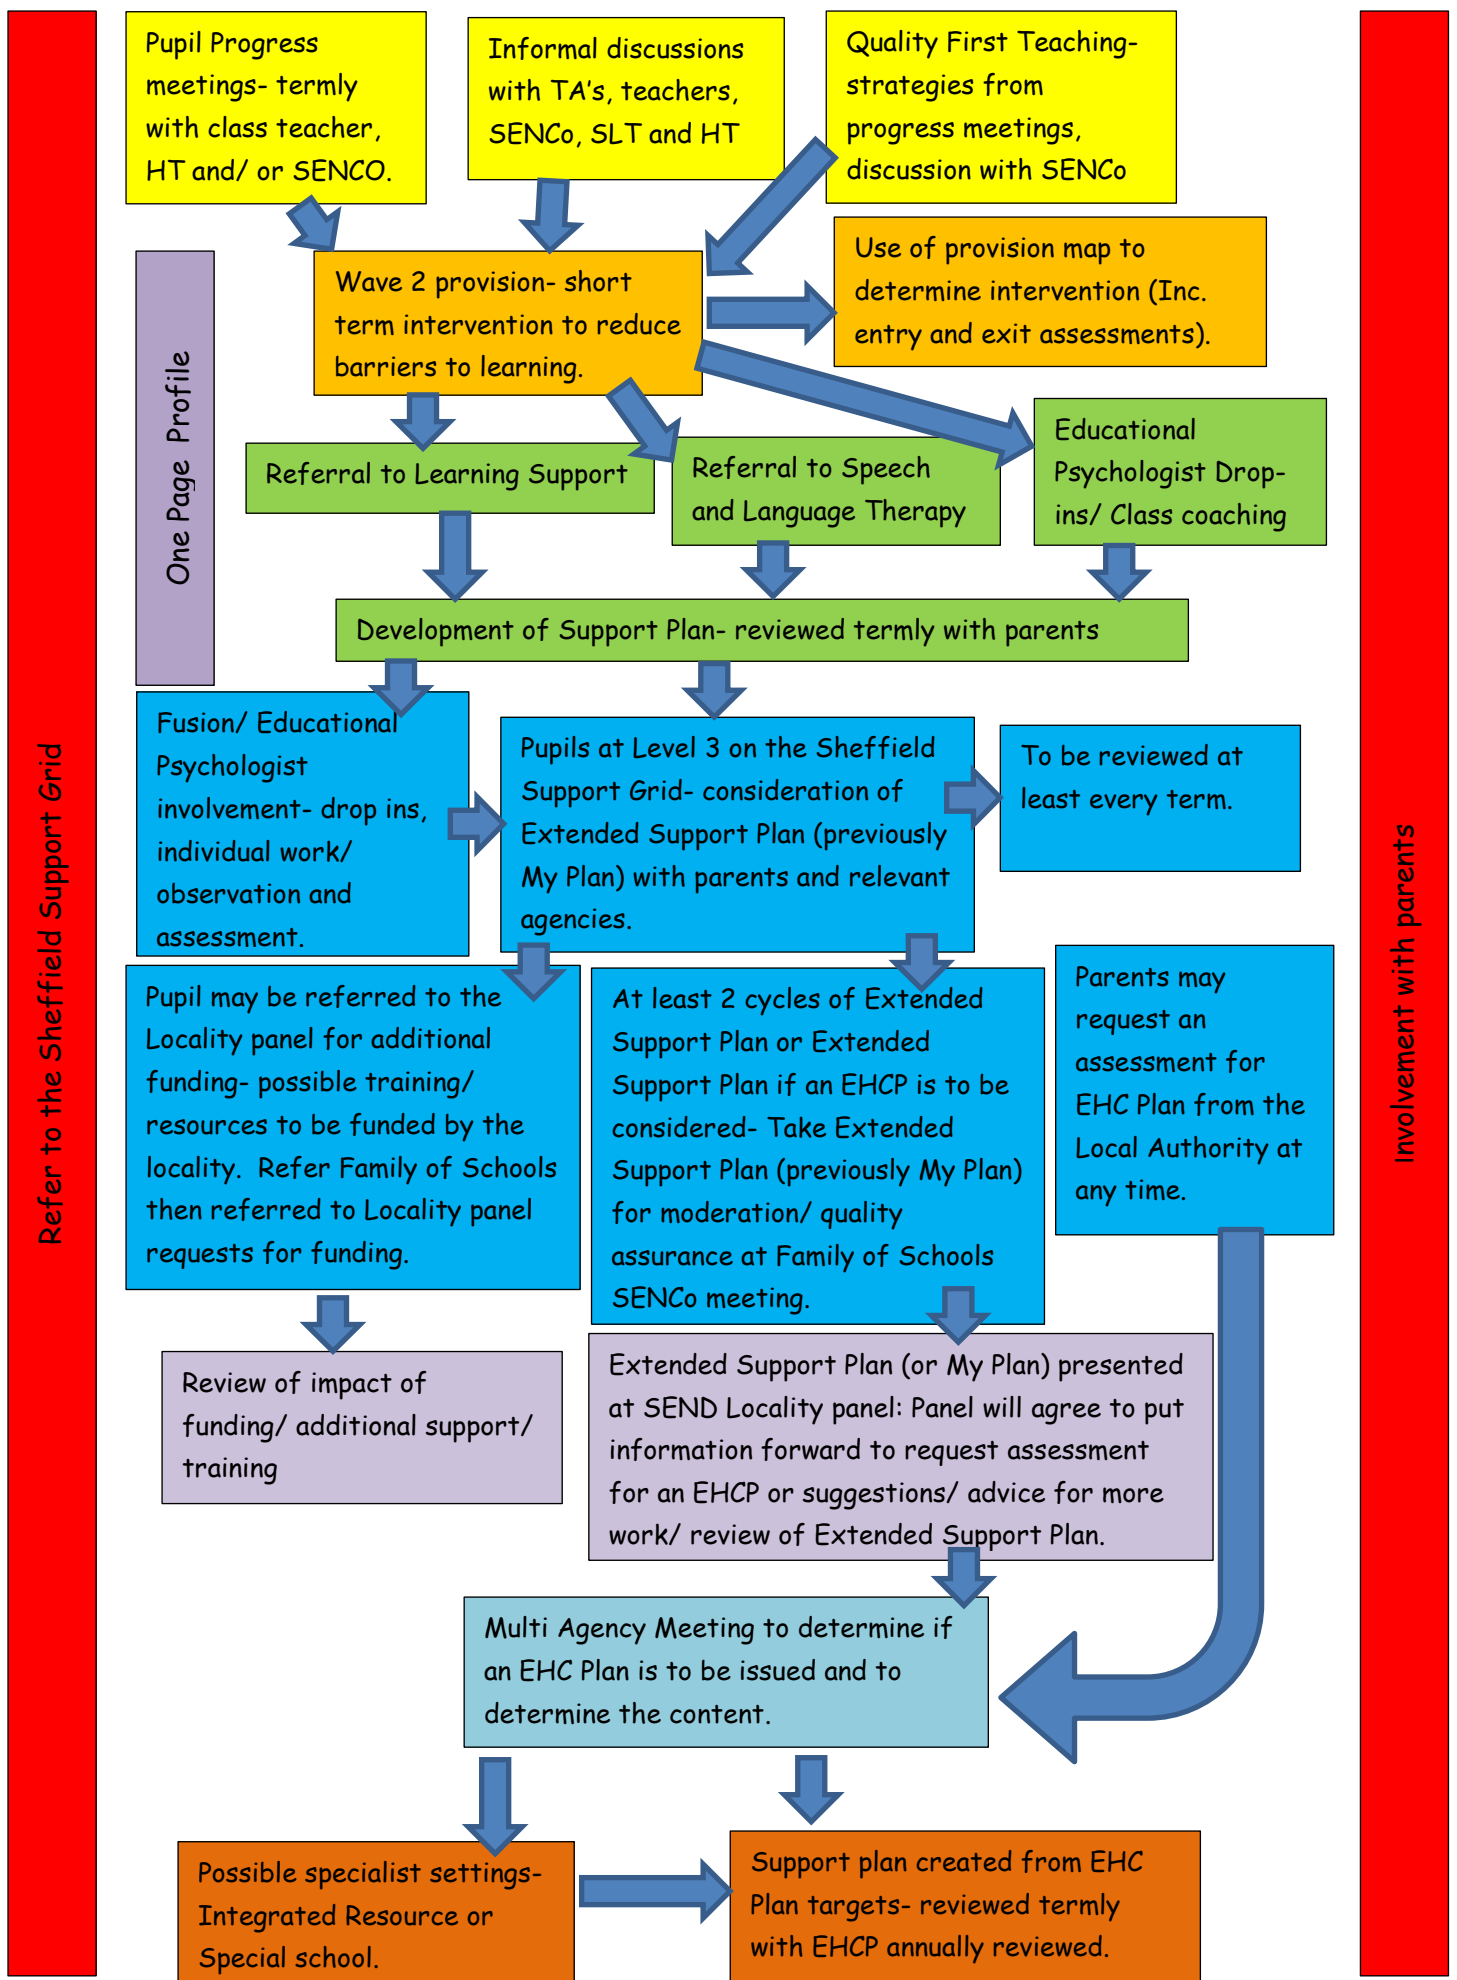 Pupil Progress
meetings- termly
with class teacher,
HT and/ or SENCO.
Informal discussions
with TA's, teachers,
SENCo, SLT and HT
Quality First Teaching-
strategies from
progress meetings,
discussion with SENCo
Wave 2 provision- short
term intervention to reduce
barriers to learning.
Use of provision map to
determine intervention (Inc.
entry and exit assessments).
One Page Profile
Referral to Learning Support
Referral to Speech
and Language Therapy
Educational
Psychologist Drop-
ins/ Class coaching
Development of Support Plan- reviewed termly with parents
Refer to the Sheffield Support Grid
Fusion/ Educational
Psychologist
involvement- drop ins,
individual work/
observation and
assessment.
Pupils at Level 3 on the Sheffield
Support Grid- consideration of
Extended Support Plan (previously
My Plan) with parents and relevant
agencies.
To be reviewed at
least every term.
Involvement with parents
Pupil may be referred to the
Locality panel for additional
funding- possible training/
resources to be funded by the
locality.  Refer Family of Schools
then referred to Locality panel
requests for funding.
At least 2 cycles of Extended
Support Plan or Extended
Support Plan if an EHCP is to be
considered- Take Extended
Support Plan (previously My Plan)
for moderation/ quality
assurance at Family of Schools
SENCo meeting.
Parents may
request an
assessment for
EHC Plan from the
Local Authority at
any time.
Review of impact of
funding/ additional support/
training
Extended Support Plan (or My Plan) presented
at SEND Locality panel: Panel will agree to put
information forward to request assessment
for an EHCP or suggestions/ advice for more
work/ review of Extended Support Plan.
Multi Agency Meeting to determine if
an EHC Plan is to be issued and to
determine the content.
Possible specialist settings-
Integrated Resource or
Special school.
Support plan created from EHC
Plan targets- reviewed termly
with EHCP annually reviewed.